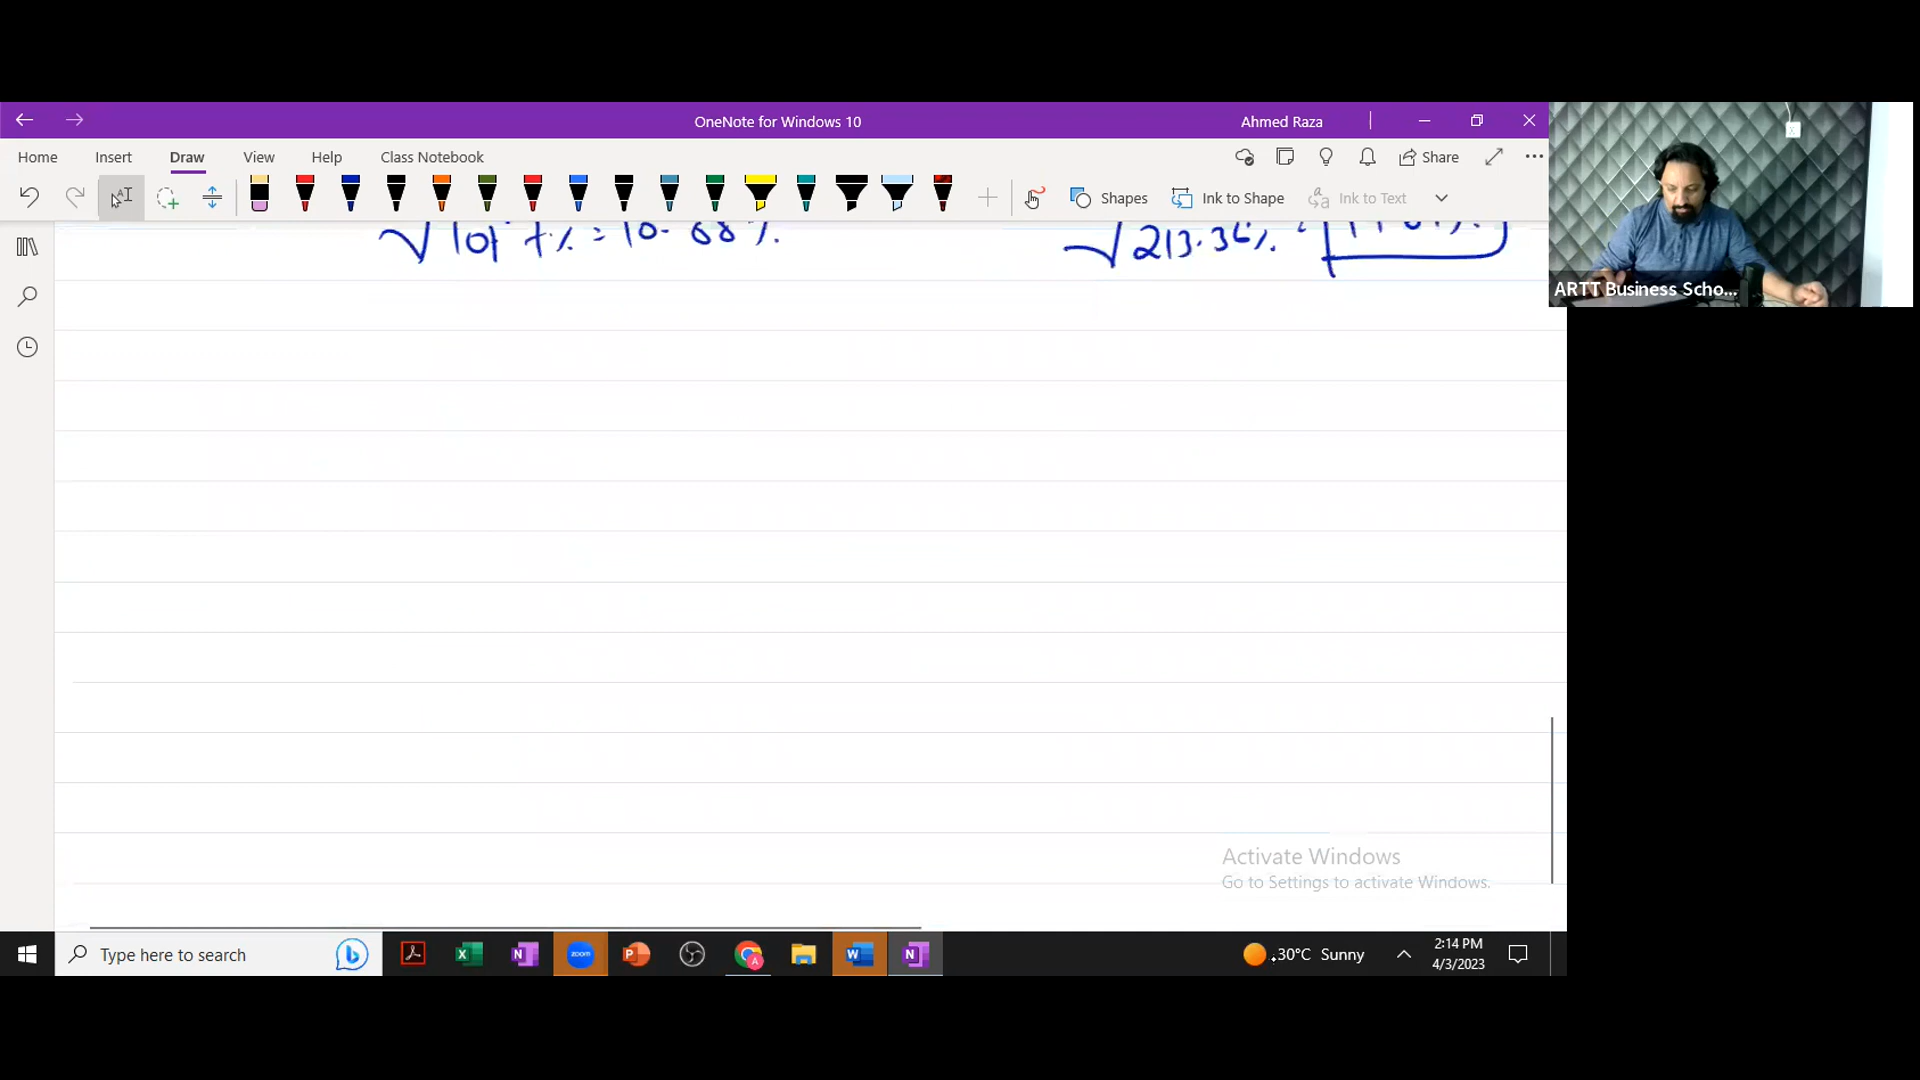 OneNote for Windows 10
Ahmed Raza
Home Insert Draw View Help Class Notebook
Share
Shapes Ink to Shape Ink to Text
213.36%
ARTT Business Scho...
Activate Windows
Go to Settings to activate Windows.
Type here to search
zoom
30°C Sunny
2:14 PM
4/3/2023